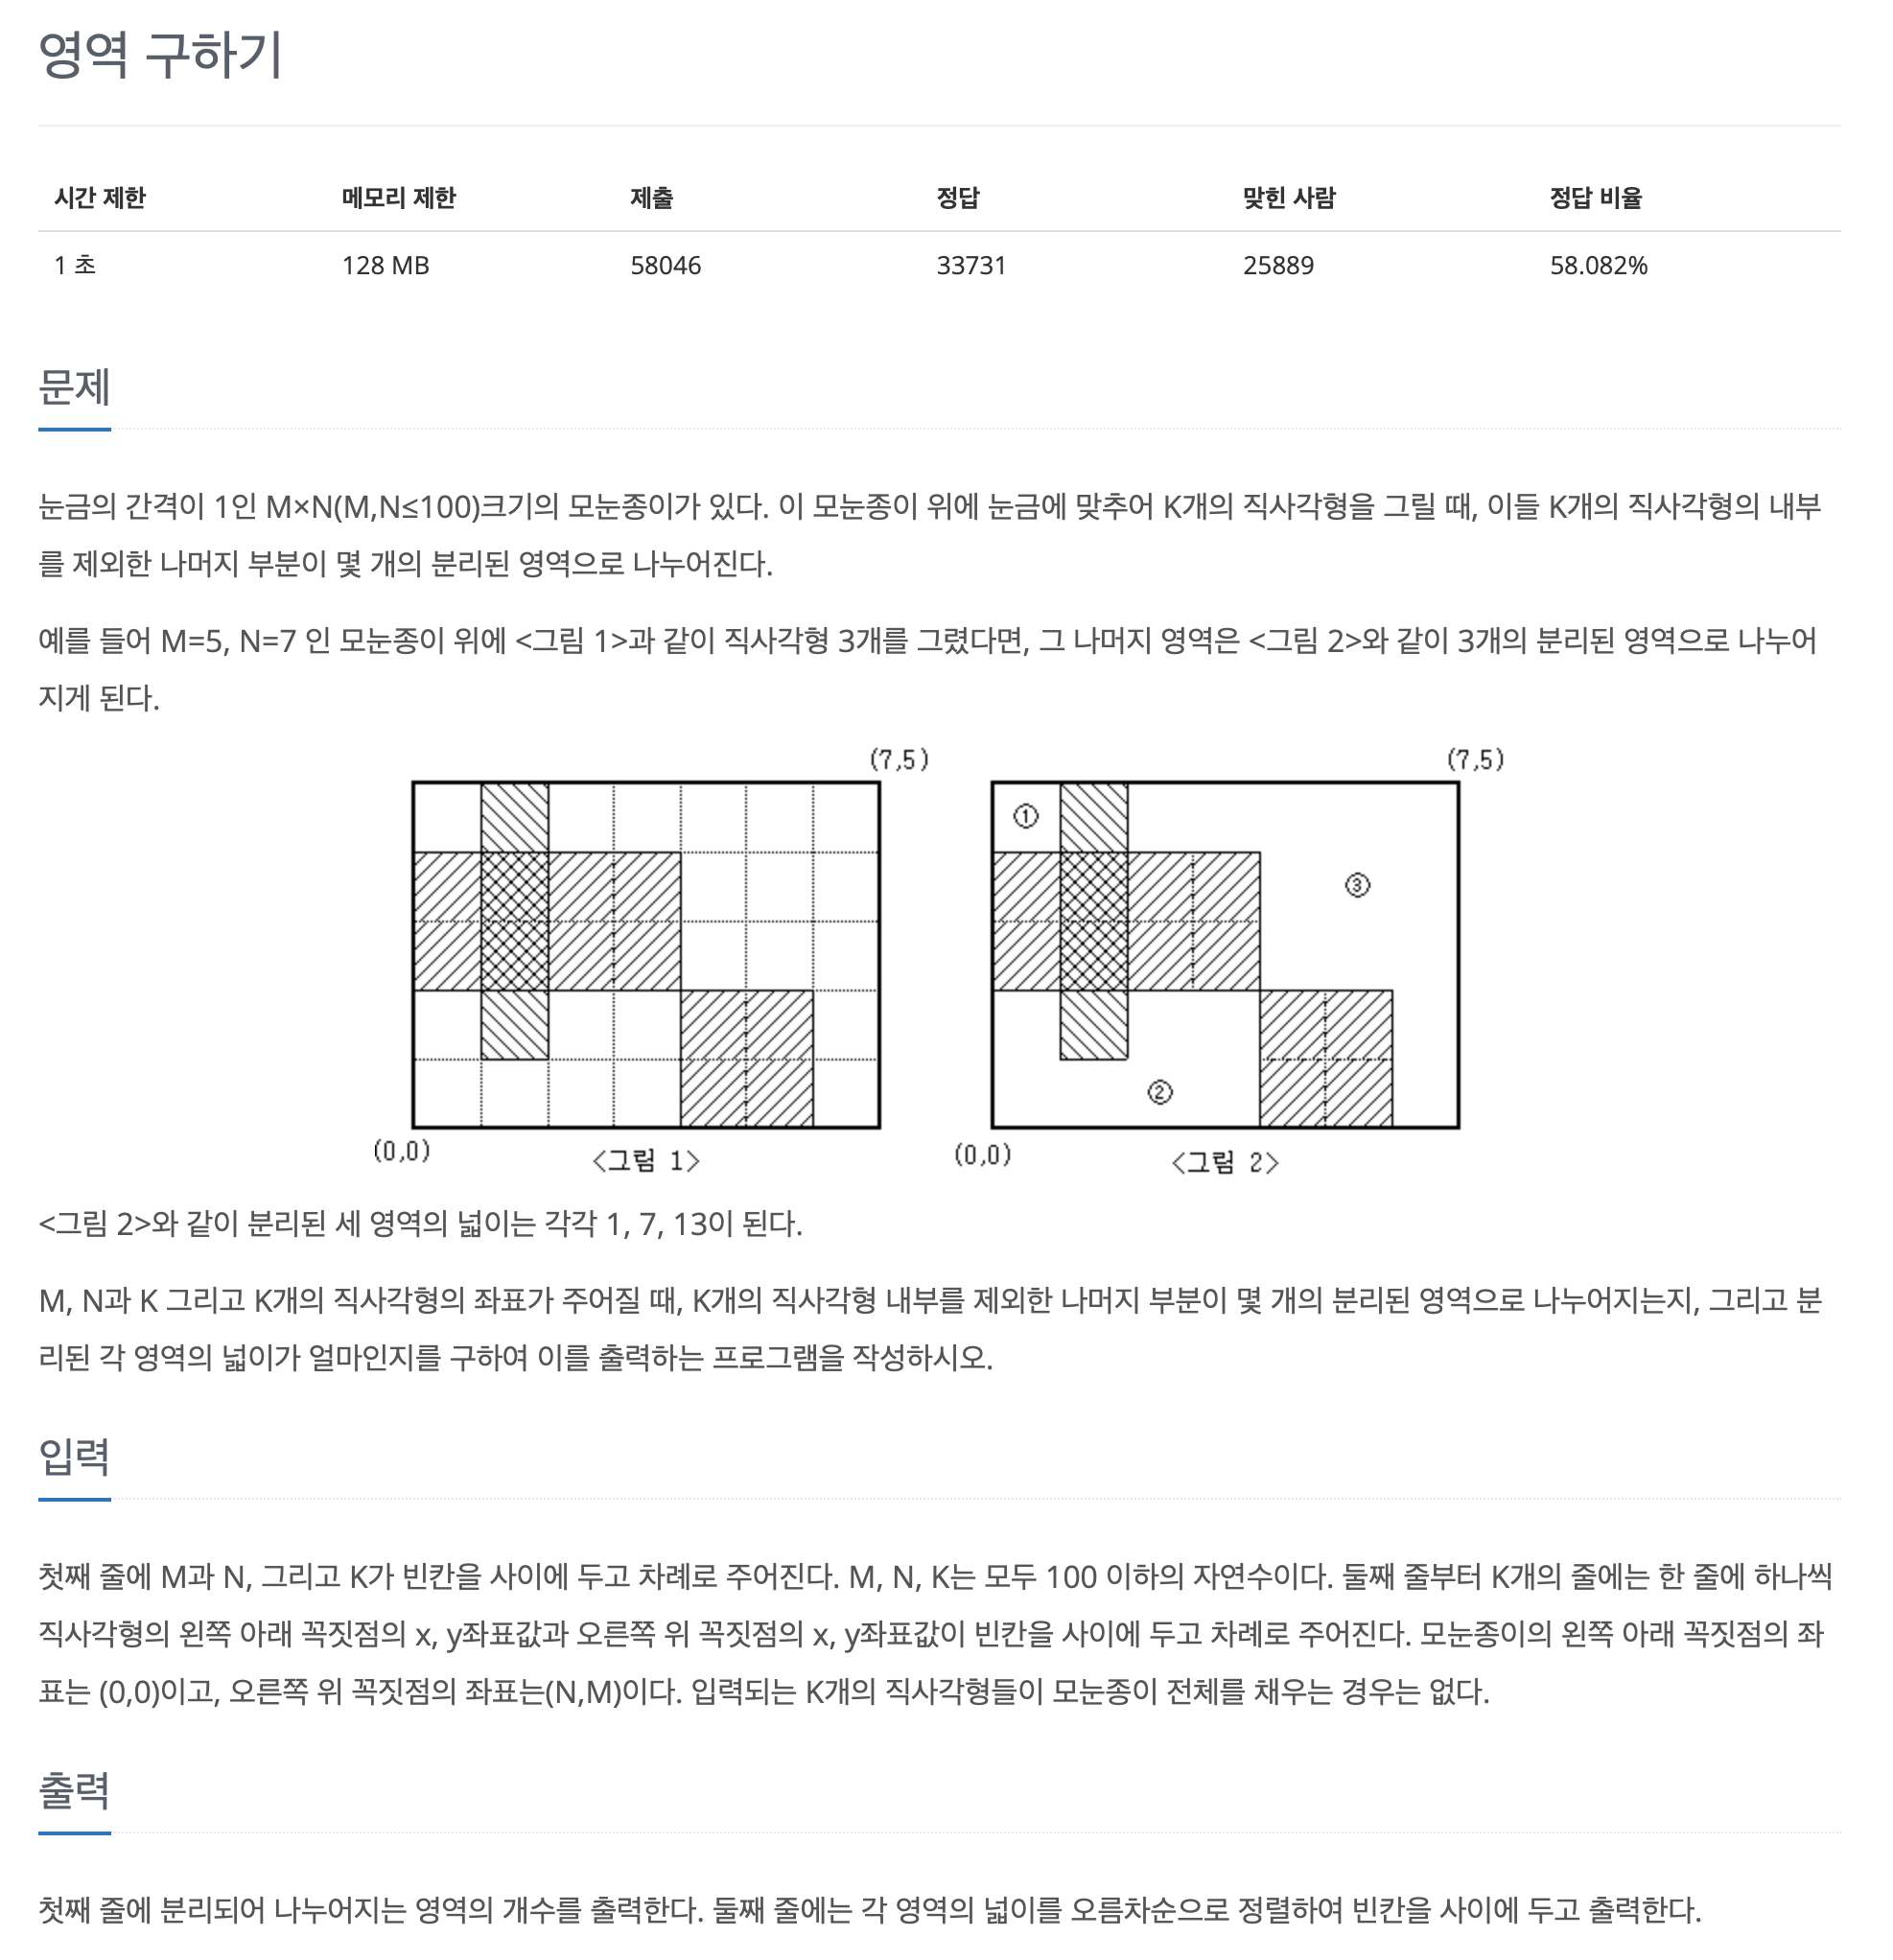 영역 구하기
시간 제한 메모리 제한 제출 정답 맞힌 사람 정답 비율
1 초 128 MB 58046 33731 25889 58.082%
문제
눈금의 간격이 1인 M×N(M,N≤100)크기의 모눈종이가 있다. 이 모눈종이 위에 눈금에 맞추어 K개의 직사각형을 그릴 때, 이들 K개의 직사각형의 내부
를 제외한 나머지 부분이 몇 개의 분리된 영역으로 나누어진다.
예를 들어 M=5, N=7 인 모눈종이 위에 <그림 1>과 같이 직사각형 3개를 그렸다면, 그 나머지 영역은 <그림 2>와 같이 3개의 분리된 영역으로 나누어
지게 된다.
(7,5) (7,5)
①
③
②
(0,0) <그림 1> (0,0) <그림 2>
<그림 2>와 같이 분리된 세 영역의 넓이는 각각 1, 7, 13이 된다.
M, N과 K 그리고 K개의 직사각형의 좌표가 주어질 때, K개의 직사각형 내부를 제외한 나머지 부분이 몇 개의 분리된 영역으로 나누어지는지, 그리고 분
리된 각 영역의 넓이가 얼마인지를 구하여 이를 출력하는 프로그램을 작성하시오.
입력
첫째 줄에 M과 N, 그리고 K가 빈칸을 사이에 두고 차례로 주어진다. M, N, K는 모두 100 이하의 자연수이다. 둘째 줄부터 K개의 줄에는 한 줄에 하나씩
직사각형의 왼쪽 아래 꼭짓점의 x, y좌표값과 오른쪽 위 꼭짓점의 x, y좌표값이 빈칸을 사이에 두고 차례로 주어진다. 모눈종이의 왼쪽 아래 꼭짓점의 좌
표는 (0,0)이고, 오른쪽 위 꼭짓점의 좌표는(N,M)이다. 입력되는 K개의 직사각형들이 모눈종이 전체를 채우는 경우는 없다.
출력
첫째 줄에 분리되어 나누어지는 영역의 개수를 출력한다. 둘째 줄에는 각 영역의 넓이를 오름차순으로 정렬하여 빈칸을 사이에 두고 출력한다.